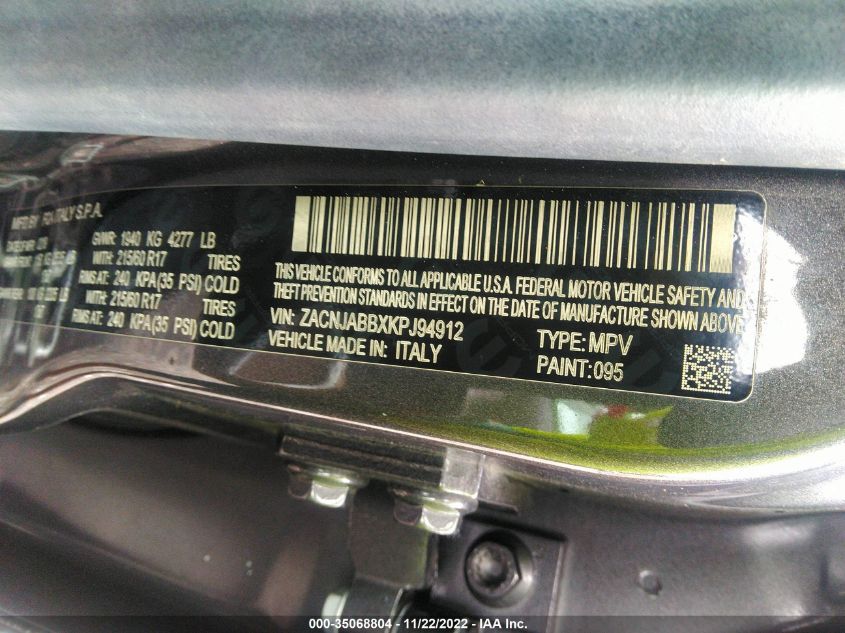 MFD BY FCA ITALY S.P.A.
GWR: 1940 KG 4277 LB
WITH: 215/60 R17 TIRES
RIMS AT: 240 KPA(35 PSI) COLD
WITH: 215/60 R17 TIRES
RIMS AT: 240 KPA(35 PSI) COLD
THIS VEHICLE CONFORMS TO ALL APPLICABLE U.S.A. FEDERAL MOTOR VEHICLE SAFETY AND
THEFT PREVENTION STANDARDS IN EFFECT ON THE DATE OF MANUFACTURE SHOWN ABOVE
VIN: ZACNJABBXKPJ94912 TYPE: MPV
VEHICLE MADE IN: ITALY PAINT: 095
000-35068804 - 11/22/2022 - IAA Inc.